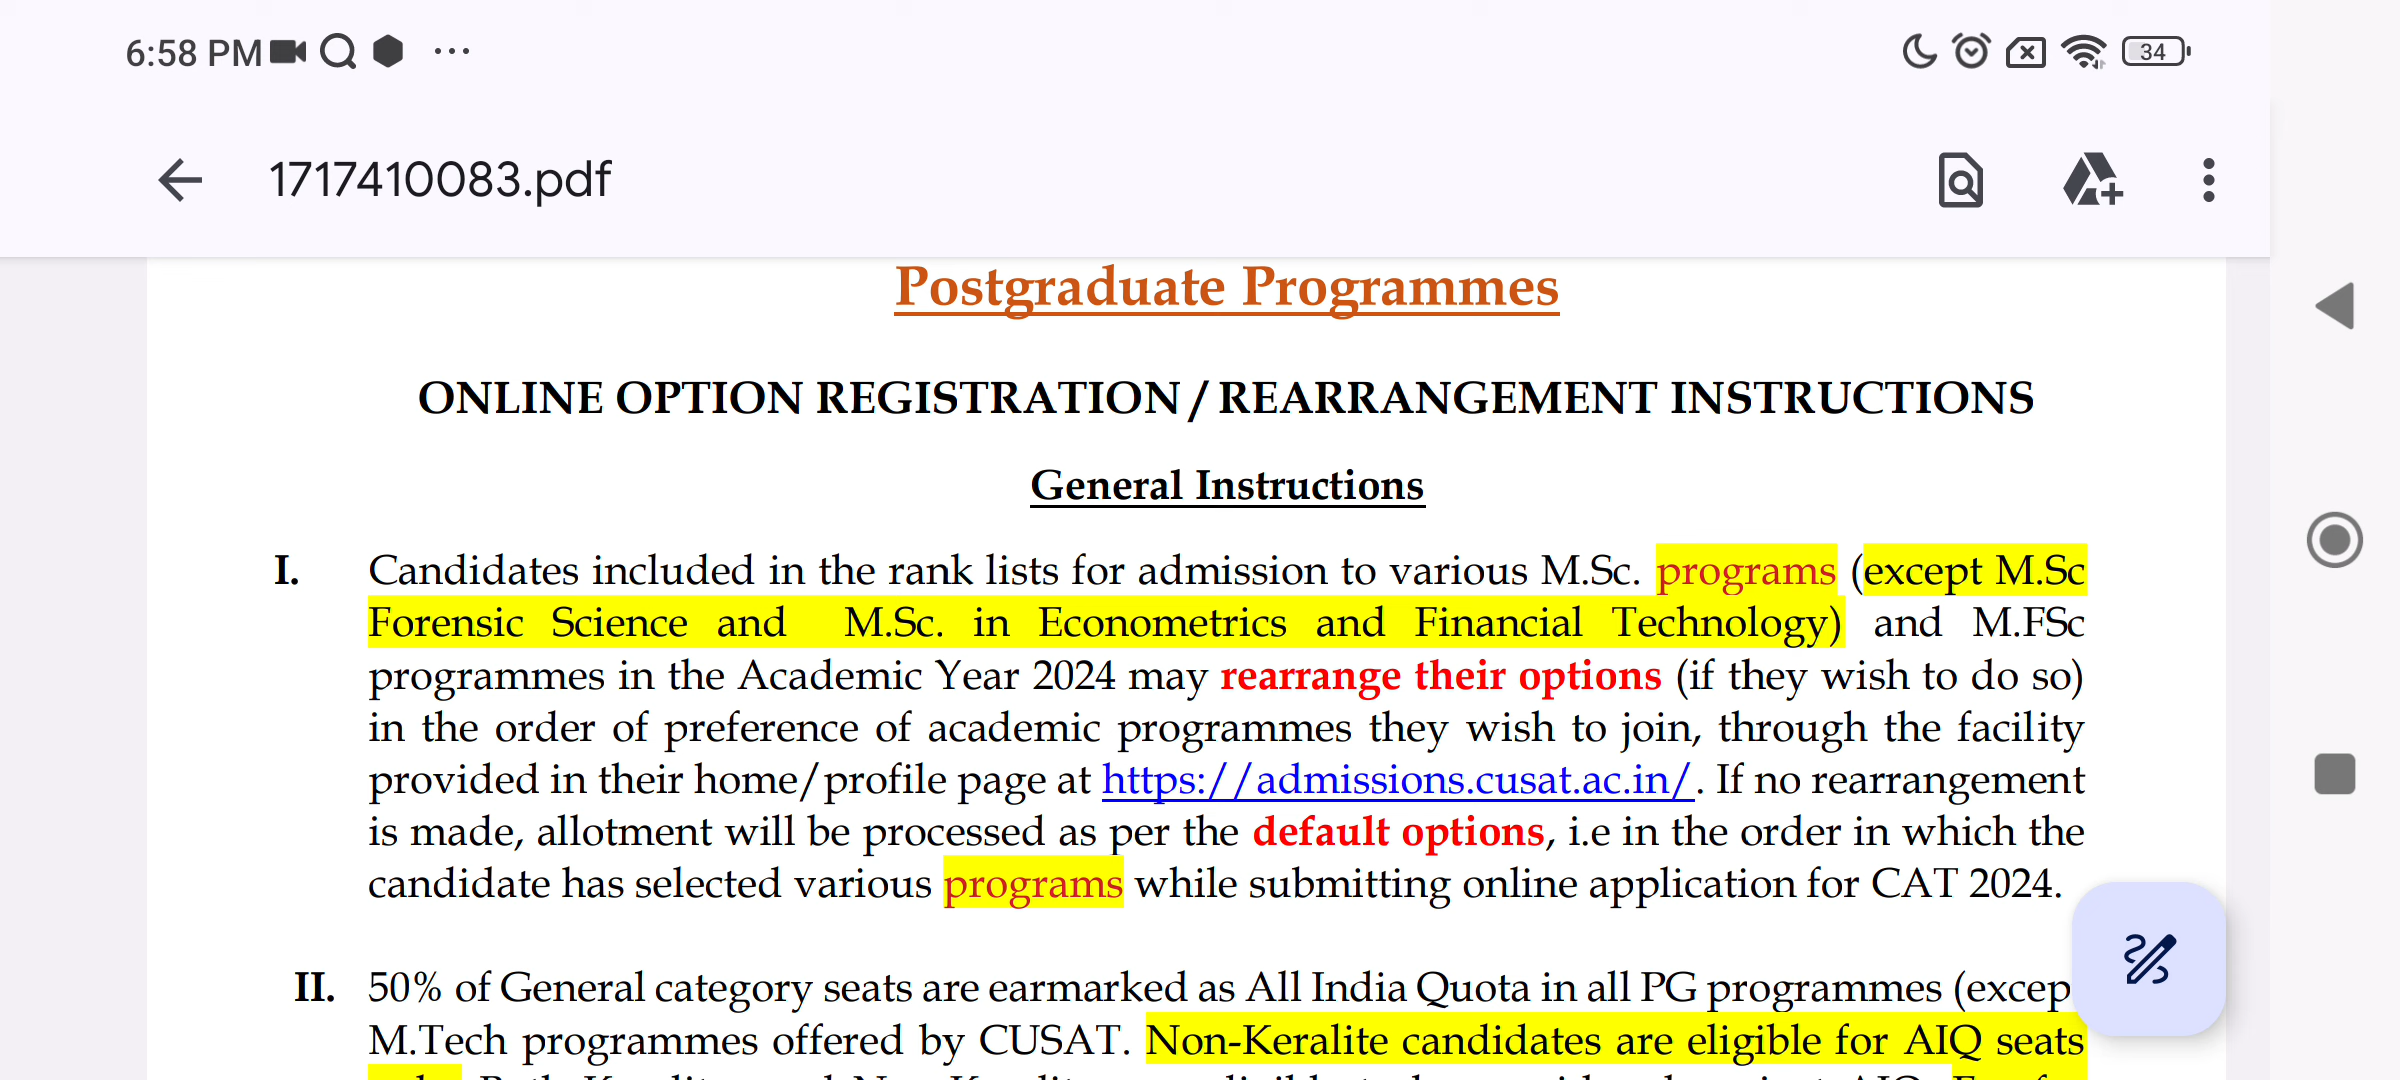 6:58 PM ...
34
1717410083.pdf
Postgraduate Programmes
ONLINE OPTION REGISTRATION / REARRANGEMENT INSTRUCTIONS
General Instructions
I. Candidates included in the rank lists for admission to various M.Sc. programs (except M.Sc
Forensic Science and M.Sc. in Econometrics and Financial Technology) and M.FSc
programmes in the Academic Year 2024 may rearrange their options (if they wish to do so)
in the order of preference of academic programmes they wish to join, through the facility
provided in their home/profile page at https://admissions.cusat.ac.in/. If no rearrangement
is made, allotment will be processed as per the default options, i.e in the order in which the
candidate has selected various programs while submitting online application for CAT 2024.
II. 50% of General category seats are earmarked as All India Quota in all PG programmes (excep
M.Tech programmes offered by CUSAT. Non-Keralite candidates are eligible for AIQ seats